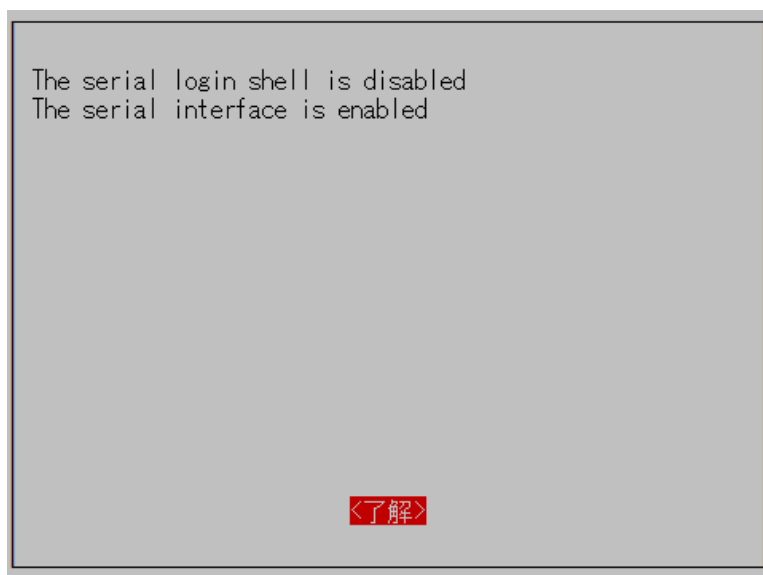 The serial login shell is disabled
The serial interface is enabled
<了解>